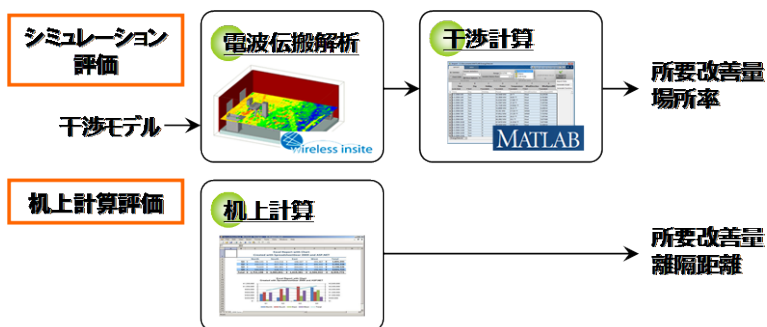 シミュレーション
評価
電波伝搬解析
干渉計算
干渉モデル
wireless insite
MATLAB
所要改善量
場所率
机上計算評価
机上計算
所要改善量
離隔距離